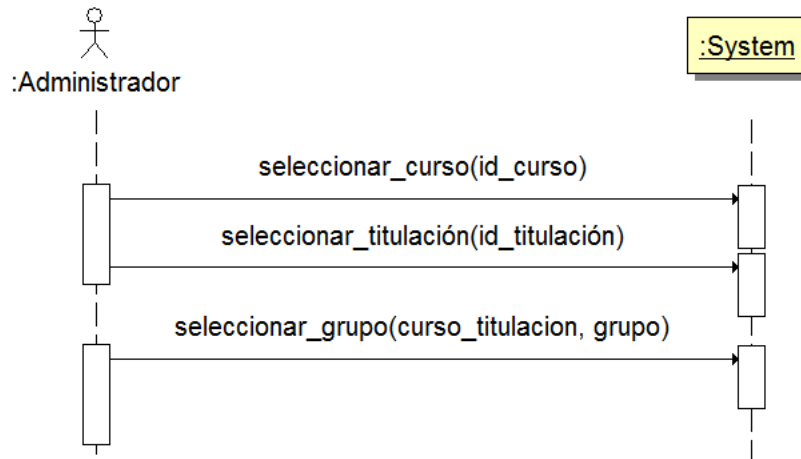 :Administrador
:System
seleccionar_curso(id_curso)
seleccionar_titulación(id_titulación)
seleccionar_grupo(curso_titulacion, grupo)